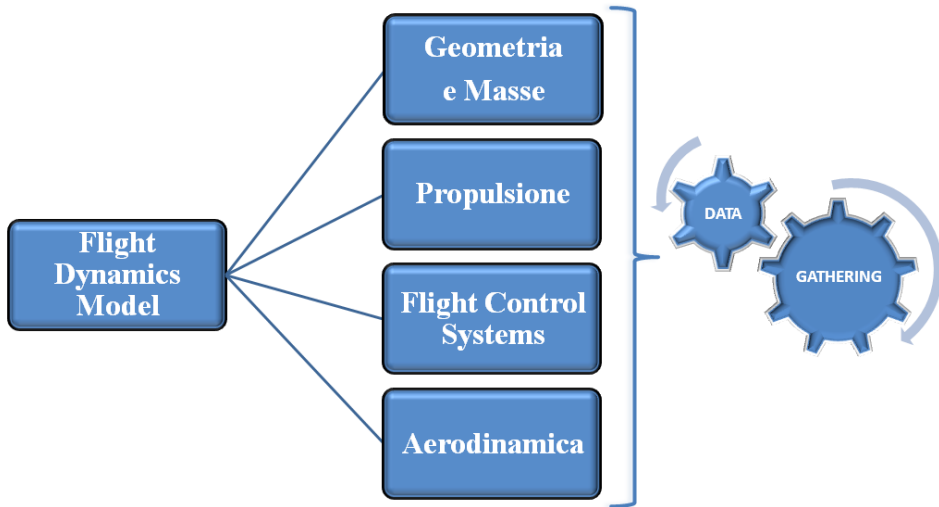 Flight
Dynamics
Model
Geometria
e Masse
Propulsione
Flight Control
Systems
Aerodinamica
DATA
GATHERING